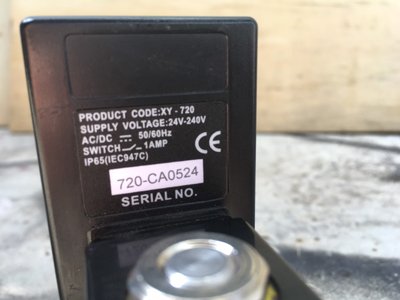 PRODUCT CODE:XY - 720
SUPPLY VOLTAGE:24V-240V
AC/DC 50/60Hz
SWITCH 1AMP
IP65(IEC947C)
CE
720-CA0524
SERIAL NO.